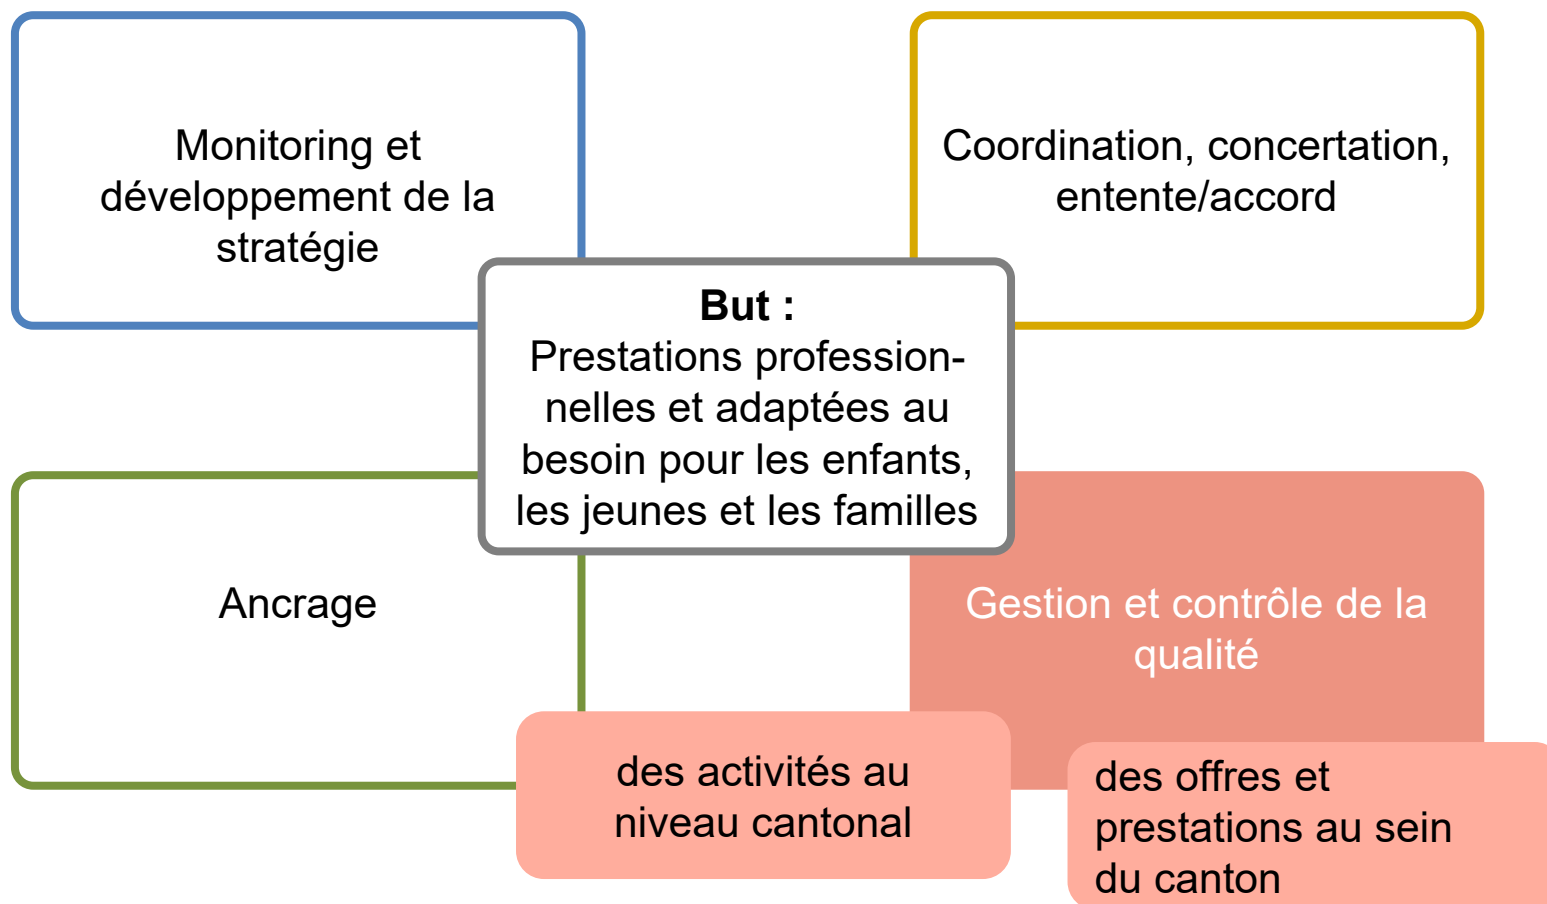 Monitoring et
développement de la
stratégie
Coordination, concertation,
entente/accord
But :
Prestations profession-
nelles et adaptées au
besoin pour les enfants,
les jeunes et les familles
Ancrage
Gestion et contrôle de la
qualité
des activités au
niveau cantonal
des offres et
prestations au sein
du canton